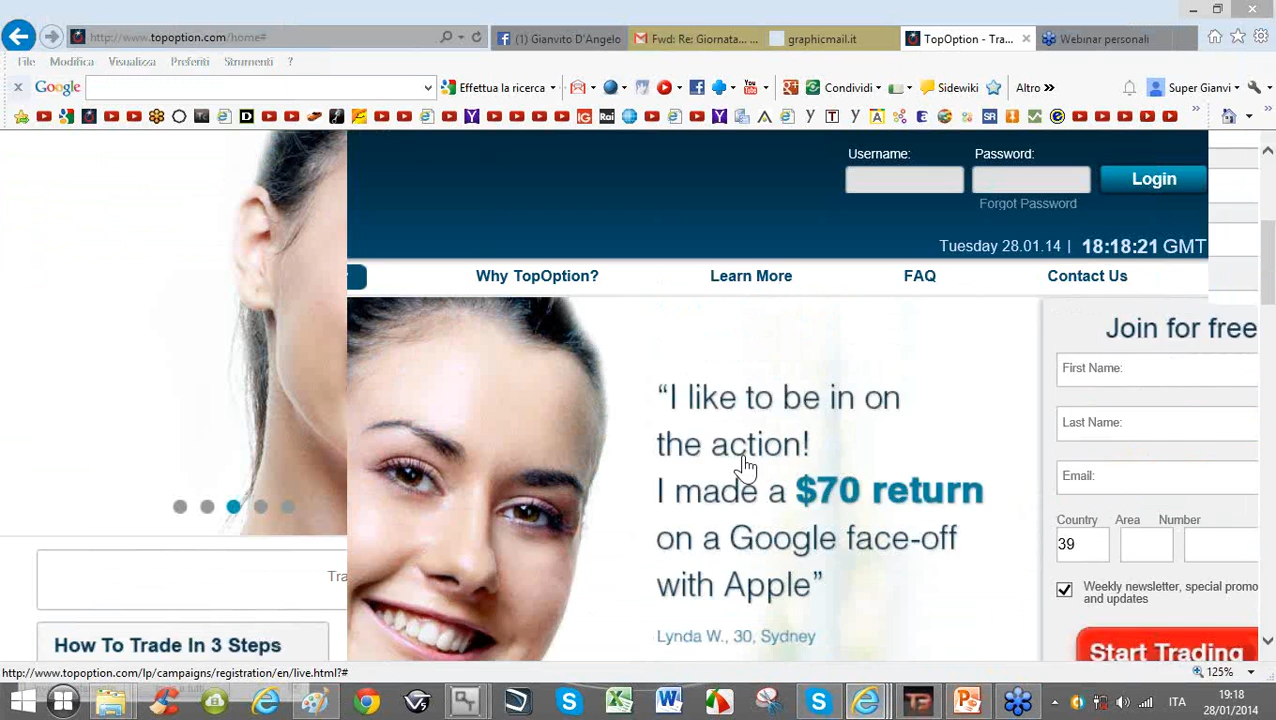 http://www.topoption.com/home#
(1) Gianvito D'Angelo
Fwd: Re: Giornata... ...
graphicmail.it
TopOption - Tra...
Webinar personali
File Modifica Visualizza Preferiti Strumenti ?
Google
Effettua la ricerca
Condividi
Sidewiki
Altro »
Super Gianvi
Username: Password:
Login
Forgot Password
Tuesday 28.01.14 | 18:18:21 GMT
Why TopOption? Learn More FAQ Contact Us
Join for free
First Name:
Last Name:
Email:
Country Area Number
39
Weekly newsletter, special promo
and updates
Start Trading
“I like to be in on
the action!
I made a $70 return
on a Google face-off
with Apple”
Lynda W., 30, Sydney
Tra
How To Trade In 3 Steps
http://www.topoption.com/lp/campaigns/registration/en/live.html?#
125%
ITA
19:18
28/01/2014